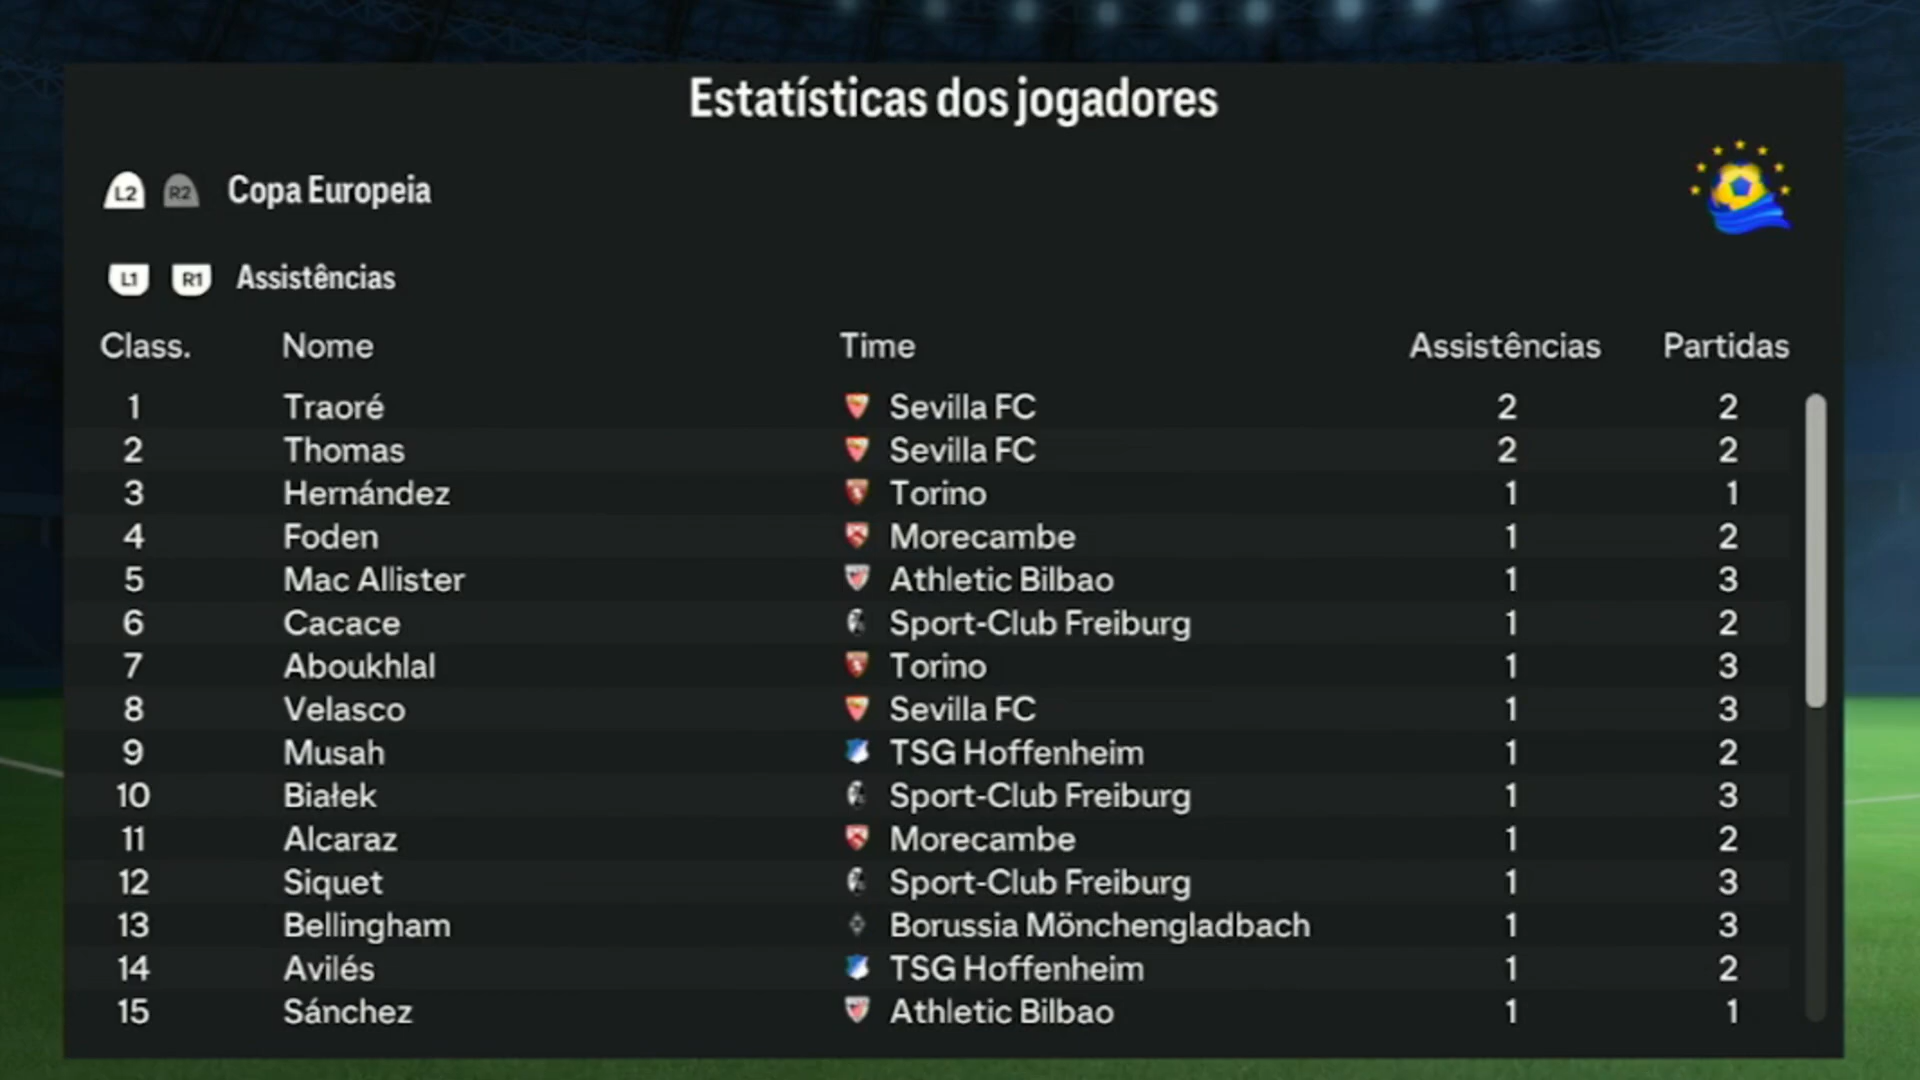 Estatísticas dos jogadores
L2 R2 Copa Europeia
L1 R1 Assistências
Class. Nome Time Assistências Partidas
1 Traoré Sevilla FC 2 2
2 Thomas Sevilla FC 2 2
3 Hernández Torino 1 1
4 Foden Morecambe 1 2
5 Mac Allister Athletic Bilbao 1 3
6 Cacace Sport-Club Freiburg 1 2
7 Aboukhlal Torino 1 3
8 Velasco Sevilla FC 1 3
9 Musah TSG Hoffenheim 1 2
10 Białek Sport-Club Freiburg 1 3
11 Alcaraz Morecambe 1 2
12 Siquet Sport-Club Freiburg 1 3
13 Bellingham Borussia Mönchengladbach 1 3
14 Avilés TSG Hoffenheim 1 2
15 Sánchez Athletic Bilbao 1 1